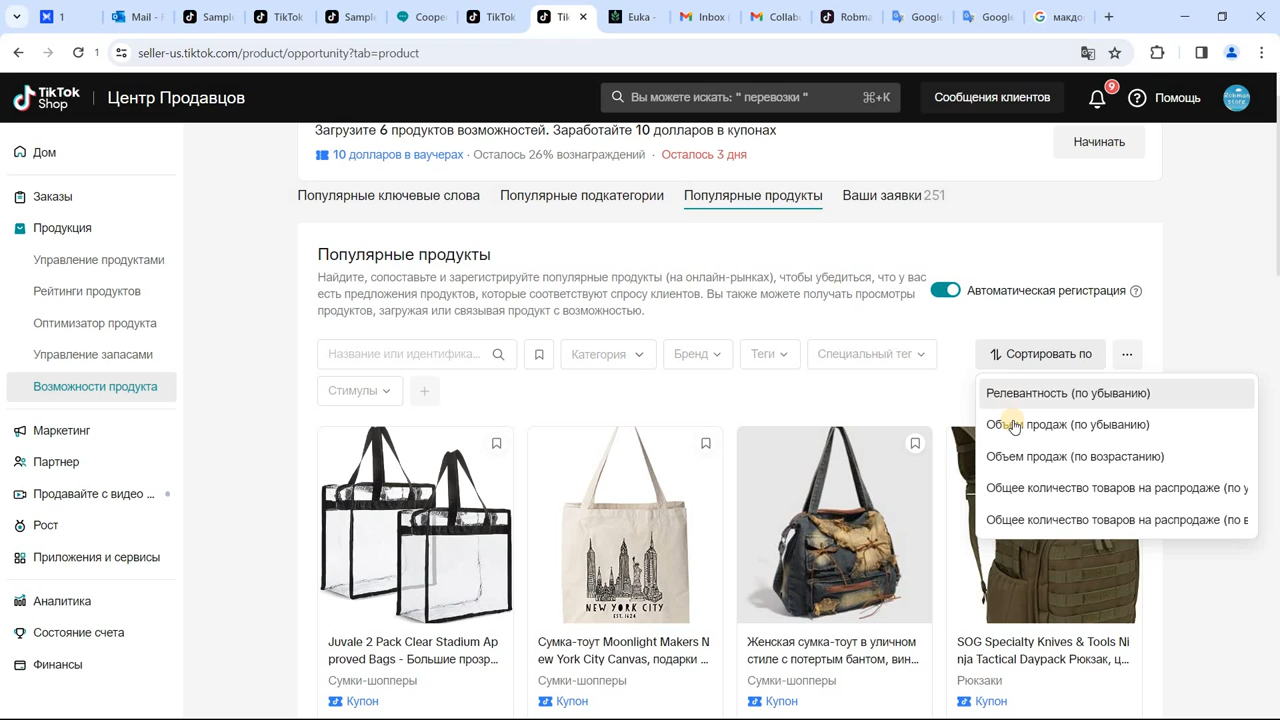 1
Mail -
Sample
TikTok
Sample
Coope
TikTok
Tik
Euka -
Inbox (
Collab
Robma
Google
Google
макдо
1
seller-us.tiktok.com/product/opportunity?tab=product
TikTok Shop
Центр Продавцов
Вы можете искать: " перевозки "
⌘+K
Сообщения клиентов
9
Помощь
Загрузите 6 продуктов возможностей. Заработайте 10 долларов в купонах
10 долларов в ваучерах · Осталось 26% вознаграждений · Осталось 3 дня
Начинать
Дом
Заказы
Продукция
Управление продуктами
Рейтинги продуктов
Оптимизатор продукта
Управление запасами
Возможности продукта
Маркетинг
Партнер
Продавайте с видео ...
Рост
Приложения и сервисы
Аналитика
Состояние счета
Финансы
Популярные ключевые слова
Популярные подкатегории
Популярные продукты
Ваши заявки 251
Популярные продукты
Найдите, сопоставьте и зарегистрируйте популярные продукты (на онлайн-рынках), чтобы убедиться, что у вас
есть предложения продуктов, которые соответствуют спросу клиентов. Вы также можете получать просмотры
продуктов, загружая или связывая продукт с возможностью.
Автоматическая регистрация
Название или идентифика...
Категория
Бренд
Теги
Специальный тег
Сортировать по
Стимулы
Релевантность (по убыванию)
Объем продаж (по убыванию)
Объем продаж (по возрастанию)
Общее количество товаров на распродаже (по у
Общее количество товаров на распродаже (по в
NEW YORK CITY
EST. 1624
Juvale 2 Pack Clear Stadium Ap
proved Bags - Большие прозр...
Сумки-шопперы
Купон
Сумка-тоут Moonlight Makers N
ew York City Canvas, подарки ...
Сумки-шопперы
Купон
Женская сумка-тоут в уличном
стиле с потертым бантом, вин...
Сумки-шопперы
Купон
SOG Specialty Knives & Tools Ni
nja Tactical Daypack Рюкзак, ц...
Рюкзаки
Купон